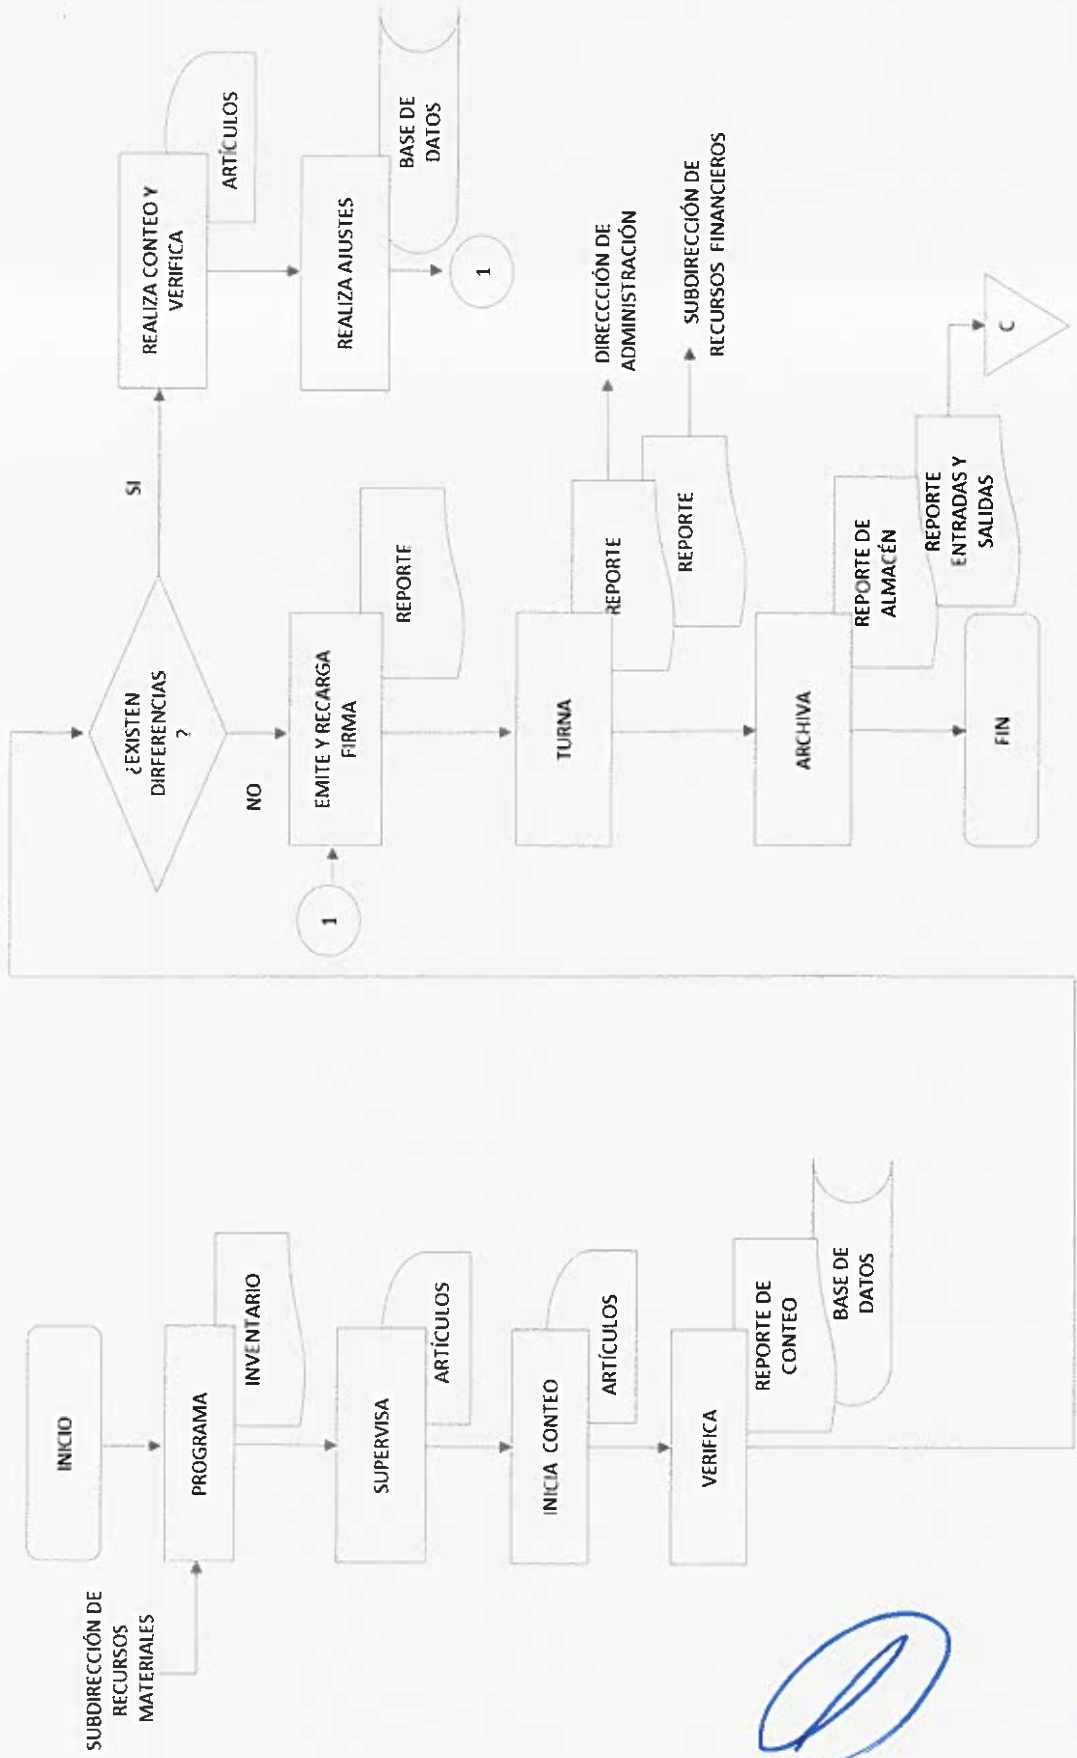 INICIO
SUBDIRECCIÓN DE
RECURSOS
MATERIALES
PROGRAMA
INVENTARIO
SUPERVISA
ARTÍCULOS
INICIA CONTEO
ARTÍCULOS
VERIFICA
REPORTE DE
CONTEO
BASE DE
DATOS
¿EXISTEN
DIRFERENCIAS
?
SI
REALIZA CONTEO Y
VERIFICA
ARTÍCULOS
REALIZA AJUSTES
BASE DE
DATOS
1
NO
1
EMITE Y RECARGA
FIRMA
REPORTE
TURNA
REPORTE
DIRECCCIÓN DE
ADMINISTRACIÓN
REPORTE
SUBDIRECCIÓN DE
RECURSOS FINANCIEROS
ARCHIVA
REPORTE DE
ALMACÉN
REPORTE
ENTRADAS Y
SALIDAS
C
FIN